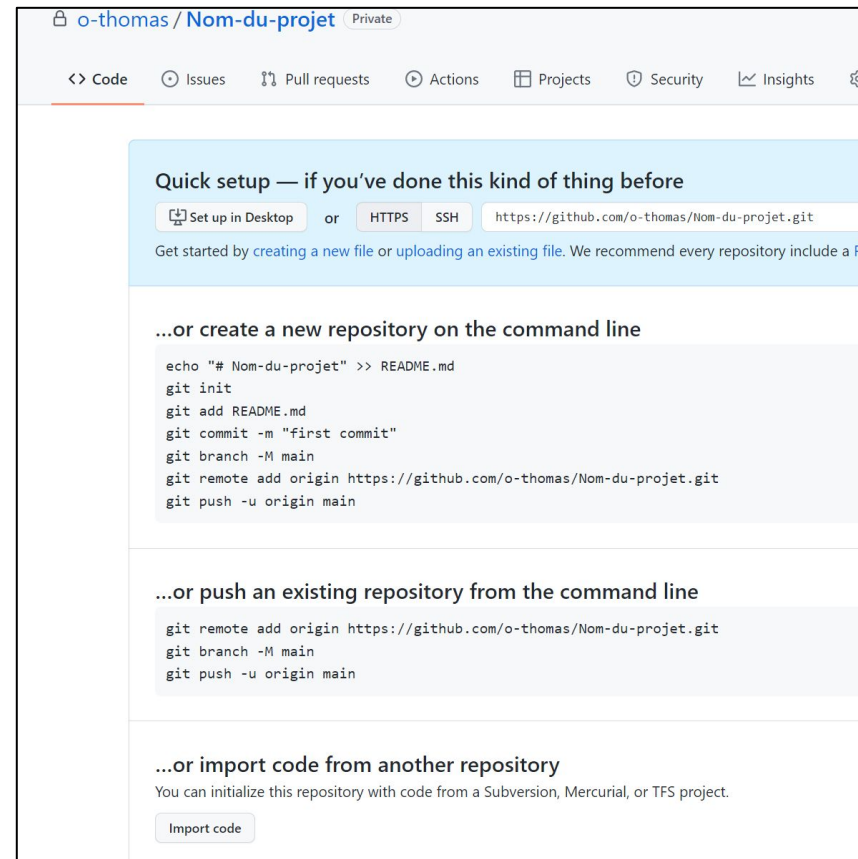 o-thomas / Nom-du-projet Private
Code Issues Pull requests Actions Projects Security Insights
Quick setup — if you've done this kind of thing before
Set up in Desktop or HTTPS SSH https://github.com/o-thomas/Nom-du-projet.git
Get started by creating a new file or uploading an existing file. We recommend every repository include a
...or create a new repository on the command line
echo "# Nom-du-projet" >> README.md
git init
git add README.md
git commit -m "first commit"
git branch -M main
git remote add origin https://github.com/o-thomas/Nom-du-projet.git
git push -u origin main
...or push an existing repository from the command line
git remote add origin https://github.com/o-thomas/Nom-du-projet.git
git branch -M main
git push -u origin main
...or import code from another repository
You can initialize this repository with code from a Subversion, Mercurial, or TFS project.
Import code